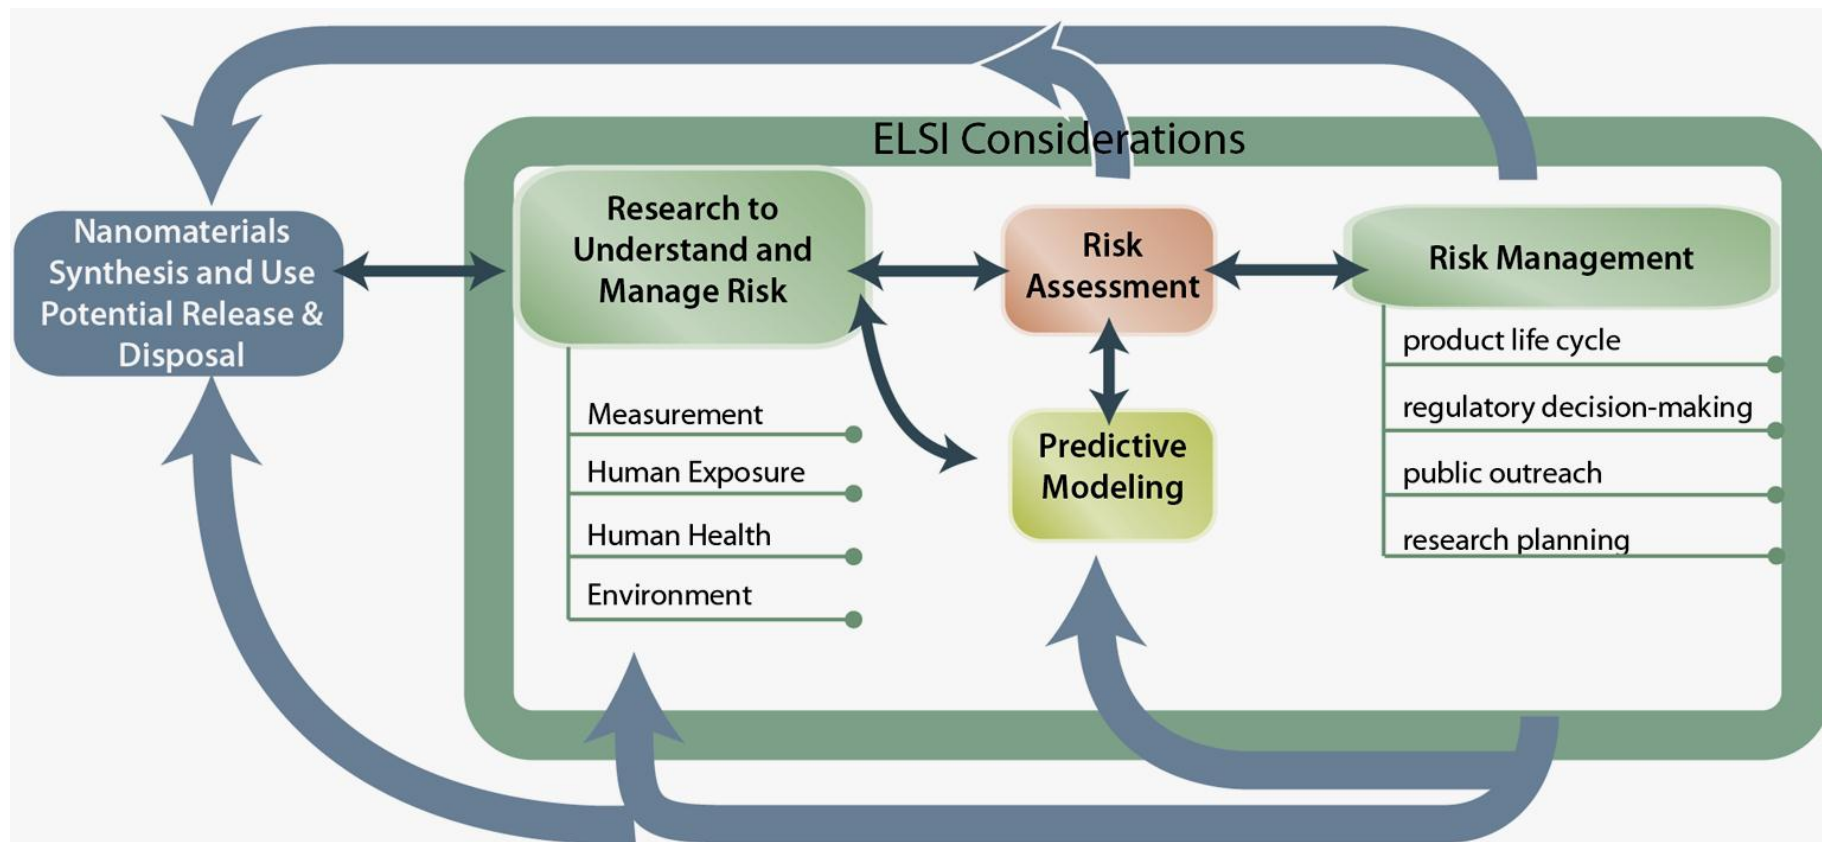 ELSI Considerations
Nanomaterials
Synthesis and Use
Potential Release &
Disposal
Research to
Understand and
Manage Risk
Measurement
Human Exposure
Human Health
Environment
Risk
Assessment
Predictive
Modeling
Risk Management
product life cycle
regulatory decision-making
public outreach
research planning